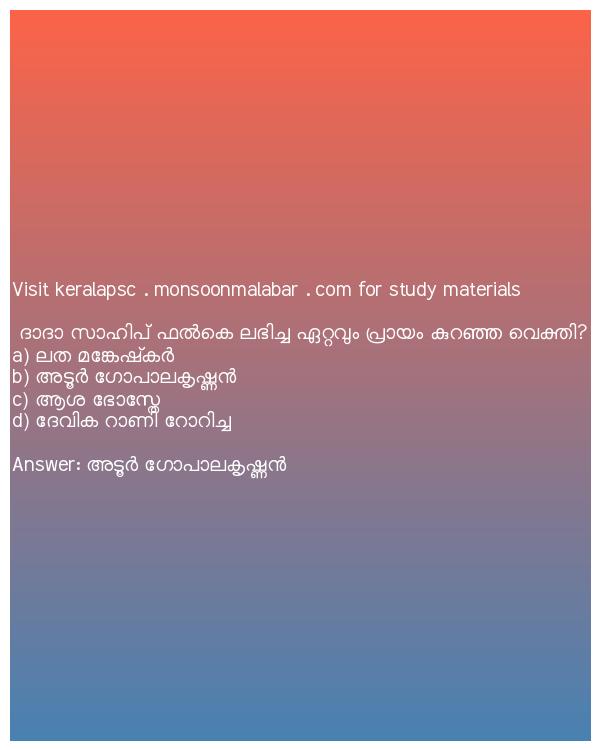 Visit keralapsc . monsoonmalabar . com for study materials
ദാദാ സാഹിപ് ഫൽകെ ലഭിച്ച ഏറ്റവും പ്രായം കുറഞ്ഞ വെക്തി?
a) ലത മങ്കേഷ്കർ
b) അടൂർ ഗോപാലകൃഷ്ണൻ
c) ആശ ഭോസ്ലേ
d) ദേവിക റാണി റോറിച്ച
Answer: അടൂർ ഗോപാലകൃഷ്ണൻ